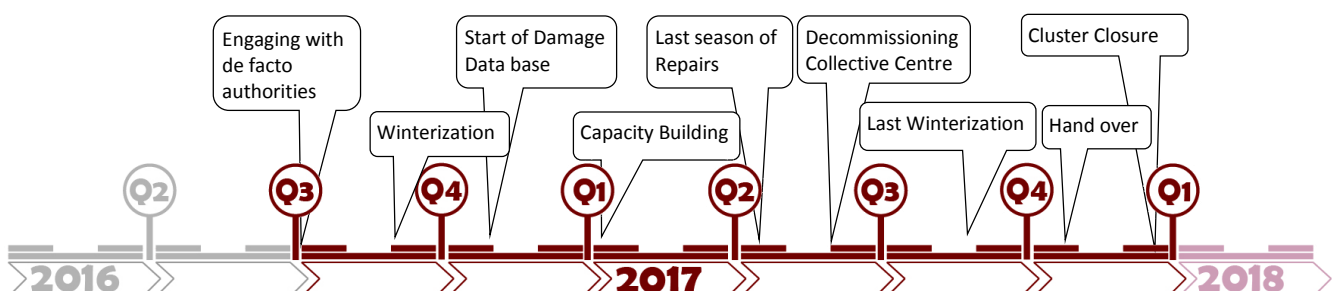 Engaging with
de facto
authorities
Start of Damage
Data base
Last season of
Repairs
Decommissioning
Collective Centre
Cluster Closure
Winterization
Capacity Building
Last Winterization
Hand over
Q2
Q3
Q4
Q1
Q2
Q3
Q4
Q1
2016
2017
2018